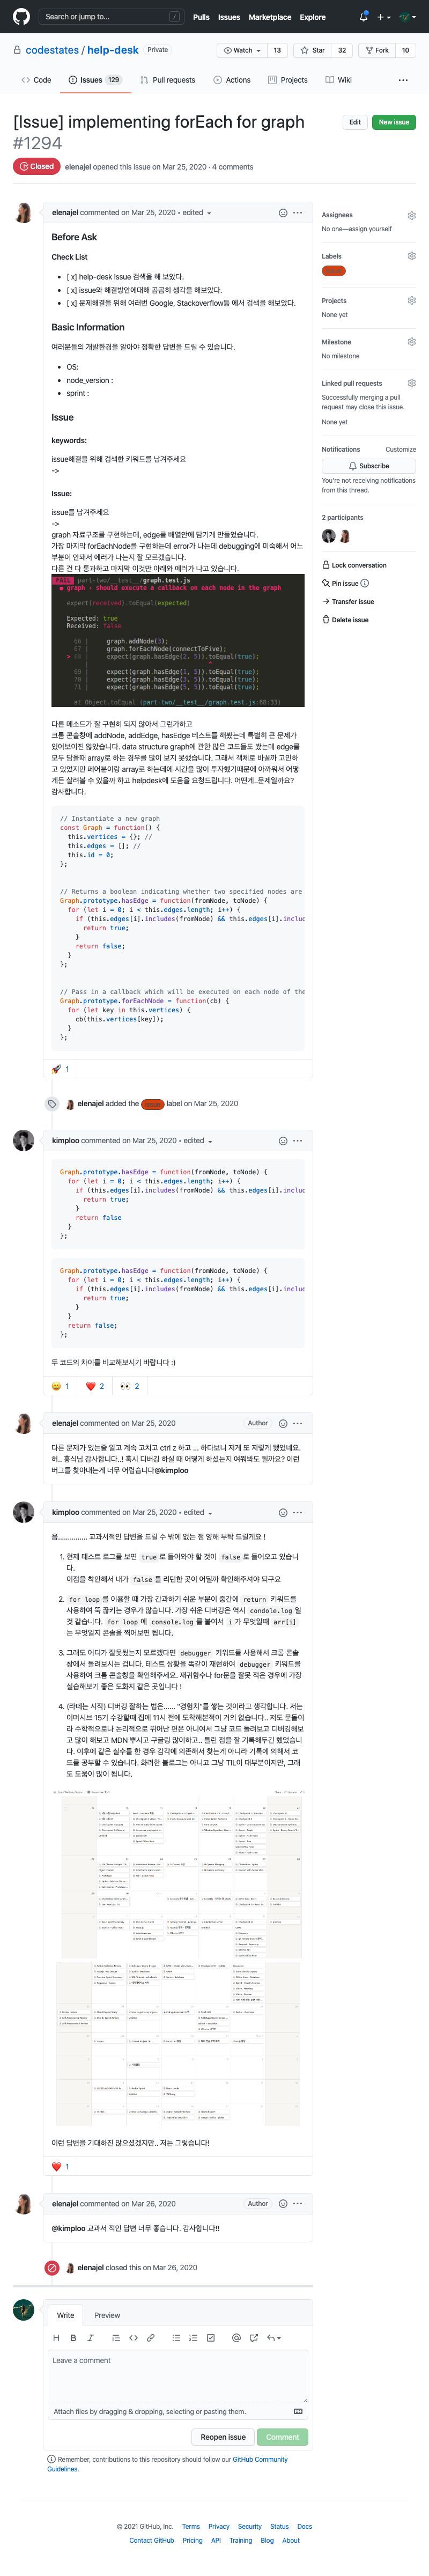 Search or jump to...
/
Pulls Issues Marketplace Explore
codestates / help-desk Private
Watch 13 Star 32 Fork 10
Code Issues 129 Pull requests Actions Projects Wiki
[Issue] implementing forEach for graph
#1294
Edit New issue
Closed elenajel opened this issue on Mar 25, 2020 · 4 comments
elenajel commented on Mar 25, 2020 • edited
Before Ask
Check List
[ x] help-desk issue 검색을 해 보았다.
[ x] issue와 해결방안에대해 곰곰히 생각을 해보았다.
[ x] 문제해결을 위해 여러번 Google, Stackoverflow등 에서 검색을 해보았다.
Basic Information
여러분들의 개발환경을 알아야 정확한 답변을 드릴 수 있습니다.
OS:
node_version :
sprint :
Issue
keywords:
issue해결을 위해 검색한 키워드를 남겨주세요
->
Issue:
issue를 남겨주세요
->
graph 자료구조를 구현하는데, edge를 배열안에 담기게 만들었습니다.
가장 마지막 forEachNode를 구현하는데 error가 나는데 debugging에 미숙해서 어느
부분이 안돼서 에러가 나는지 잘 모르겠습니다.
다른 건 다 통과하고 마지막 이것만 아래와 에러가 나고 있습니다.
FAIL part-two/__test__/graph.test.js
● graph › should execute a callback on each node in the graph
expect(received).toEqual(expected)
Expected: true
Received: false
66 | graph.addNode(3);
67 | graph.forEachNode(connectToFive);
> 68 | expect(graph.hasEdge(2, 5)).toEqual(true);
| ^
69 | expect(graph.hasEdge(1, 5)).toEqual(true);
70 | expect(graph.hasEdge(3, 5)).toEqual(true);
71 | expect(graph.hasEdge(5, 5)).toEqual(true);
at Object.toEqual (part-two/__test__/graph.test.js:68:33)
다른 메소드가 잘 구현히 되지 않아서 그런가하고
크롬 콘솔창에 addNode, addEdge, hasEdge 테스트를 해봤는데 특별히 큰 문제가
있어보이진 않았습니다. data structure graph에 관한 많은 코드들도 봤는데 edge를
모두 담을때 array로 하는 경우를 많이 보지 못했습니다. 그래서 객체로 바꿀까 고민하
고 있었지만 페어분이랑 array로 하는데에 시간을 많이 투자했기때문에 아까워서 어떻
게든 살려볼 수 있을까 하고 helpdesk에 도움을 요청드립니다. 어떤게..문제일까요?
감사합니다.
// Instantiate a new graph
const Graph = function() {
this.vertices = {}; //
this.edges = []; //
this.id = 0;
};
// Returns a boolean indicating whether two specified nodes are
Graph.prototype.hasEdge = function(fromNode, toNode) {
for (let i = 0; i < this.edges.length; i++) {
if (this.edges[i].includes(fromNode) && this.edges[i].includ
return true;
}
return false;
}
};
// Pass in a callback which will be executed on each node of the
Graph.prototype.forEachNode = function(cb) {
for (let key in this.vertices) {
cb(this.vertices[key]);
}
};
🚀 1
elenajel added the label on Mar 25, 2020
kimploo commented on Mar 25, 2020 • edited
Graph.prototype.hasEdge = function(fromNode, toNode) {
for (let i = 0; i < this.edges.length; i++) {
if (this.edges[i].includes(fromNode) && this.edges[i].includ
return true;
}
return false
}
};
Graph.prototype.hasEdge = function(fromNode, toNode) {
for (let i = 0; i < this.edges.length; i++) {
if (this.edges[i].includes(fromNode) && this.edges[i].includ
return true;
}
}
return false;
};
두 코드의 차이를 비교해보시기 바랍니다 :)
😄 1 ❤️ 2 👀 2
elenajel commented on Mar 25, 2020 Author
다른 문제가 있는줄 알고 계속 고치고 ctrl z 하고 ... 하다보니 저게 또 저렇게 됐었네요.
허.. 홍식님 감사합니다..! 혹시 디버깅 하실 때 어떻게 하셨는지 여쭤봐도 될까요? 이런
버그를 찾아내는게 너무 어렵습니다@kimploo
kimploo commented on Mar 25, 2020 • edited
음............... 교과서적인 답변을 드릴 수 밖에 없는 점 양해 부탁 드릴게요 !
1. 현재 테스트 로그를 보면 true 로 들어와야 할 것이 false 로 들어오고 있습니
다.
이점을 착안해서 내가 false 를 리턴한 곳이 어딜까 확인해주셔야 되구요
2. for loop 를 이용할 때 가장 간과하기 쉬운 부분이 중간에 return 키워드를
사용하여 뚝 끊키는 경우가 많습니다. 가장 쉬운 디버깅은 역시 condole.log 일
것 같습니다. for loop 에 console.log 를 붙여서 i 가 무엇일때 arr[i]
는 무엇일지 콘솔을 찍어보면 됩니다.
3. 그래도 어디가 잘못됬는지 모르겠다면 debugger 키워드를 사용해서 크롬 콘솔
창에서 돌려보시는 겁니다. 테스트 상황을 똑같이 재현하여 debugger 키워드를
사용하여 크롬 콘솔창을 확인해주세요. 재귀함수나 for문을 잘못 적은 경우에 가장
실습해보기 좋은 도화지 같은 곳입니다 !
4. (라떼는 시작) 디버깅 잘하는 법은...... "경험치"를 쌓는 것이라고 생각합니다. 저는
이머시브 15기 수강할때 집에 11시 전에 도착해본적이 거의 없습니다.. 저도 문돌이
라 수학적으로나 논리적으로 뛰어난 편은 아니여서 그냥 코드 돌려보고 디버깅해보
고 많이 해보고 MDN 뿌시고 구글링 많이하고.. 틀린 점을 잘 기록해두긴 했었습니
다. 이후에 같은 실수를 한 경우 감각에 의존해서 찾는게 아니라 기록에 의해서 코
드를 공부할 수 있습니다. 화려한 블로그는 아니고 그냥 TIL이 대부분이지만, 그래
도 도움이 많이 됩니다.
이런 답변을 기대하진 않으셨겠지만.. 저는 그렇습니다!
❤️ 1
elenajel commented on Mar 26, 2020 Author
@kimploo 교과서 적인 답변 너무 좋습니다. 감사합니다!!
elenajel closed this on Mar 26, 2020
Write Preview
Leave a comment
Attach files by dragging & dropping, selecting or pasting them.
Reopen issue Comment
Remember, contributions to this repository should follow our GitHub Community
Guidelines.
Assignees
No one—assign yourself
Labels
Projects
None yet
Milestone
No milestone
Linked pull requests
Successfully merging a pull
request may close this issue.
None yet
Notifications Customize
Subscribe
You're not receiving notifications
from this thread.
2 participants
Lock conversation
Pin issue
Transfer issue
Delete issue
© 2021 GitHub, Inc. Terms Privacy Security Status Docs
Contact GitHub Pricing API Training Blog About